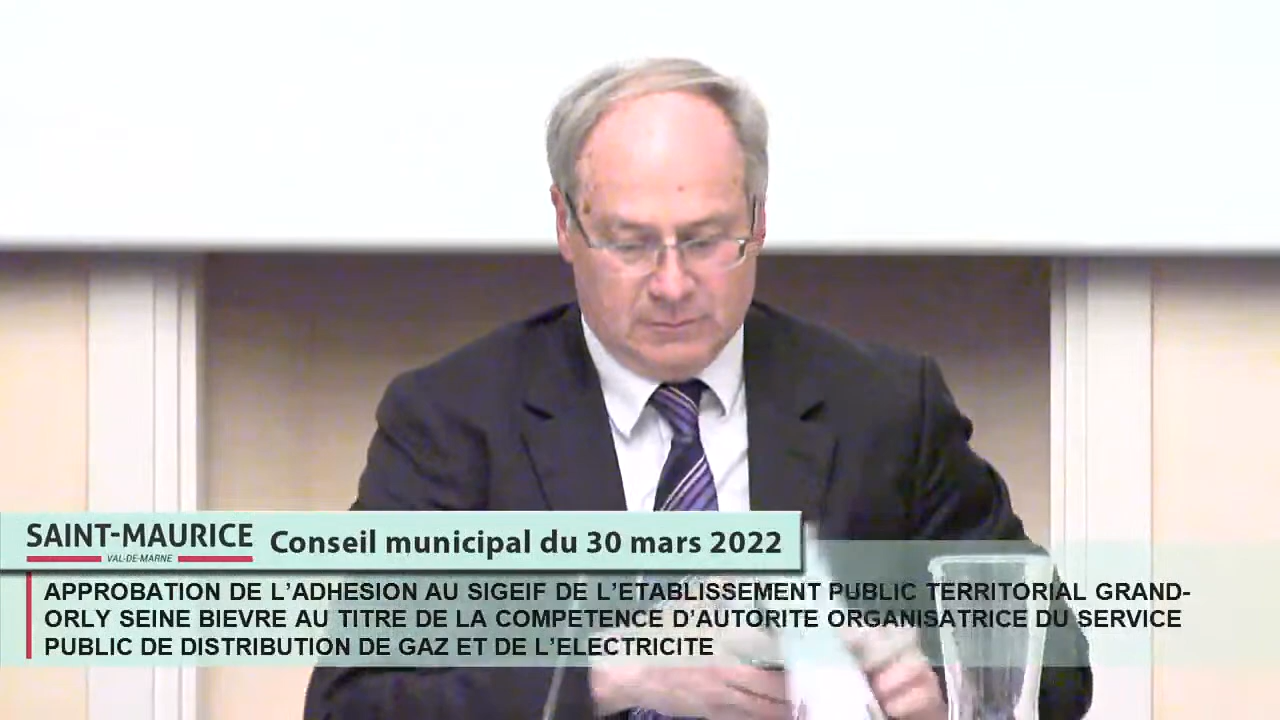 SAINT-MAURICE
VAL-DE-MARNE
Conseil municipal du 30 mars 2022
APPROBATION DE L’ADHESION AU SIGEIF DE L’ETABLISSEMENT PUBLIC TERRITORIAL GRAND-
ORLY SEINE BIEVRE AU TITRE DE LA COMPETENCE D’AUTORITE ORGANISATRICE DU SERVICE
PUBLIC DE DISTRIBUTION DE GAZ ET DE L’ELECTRICITE